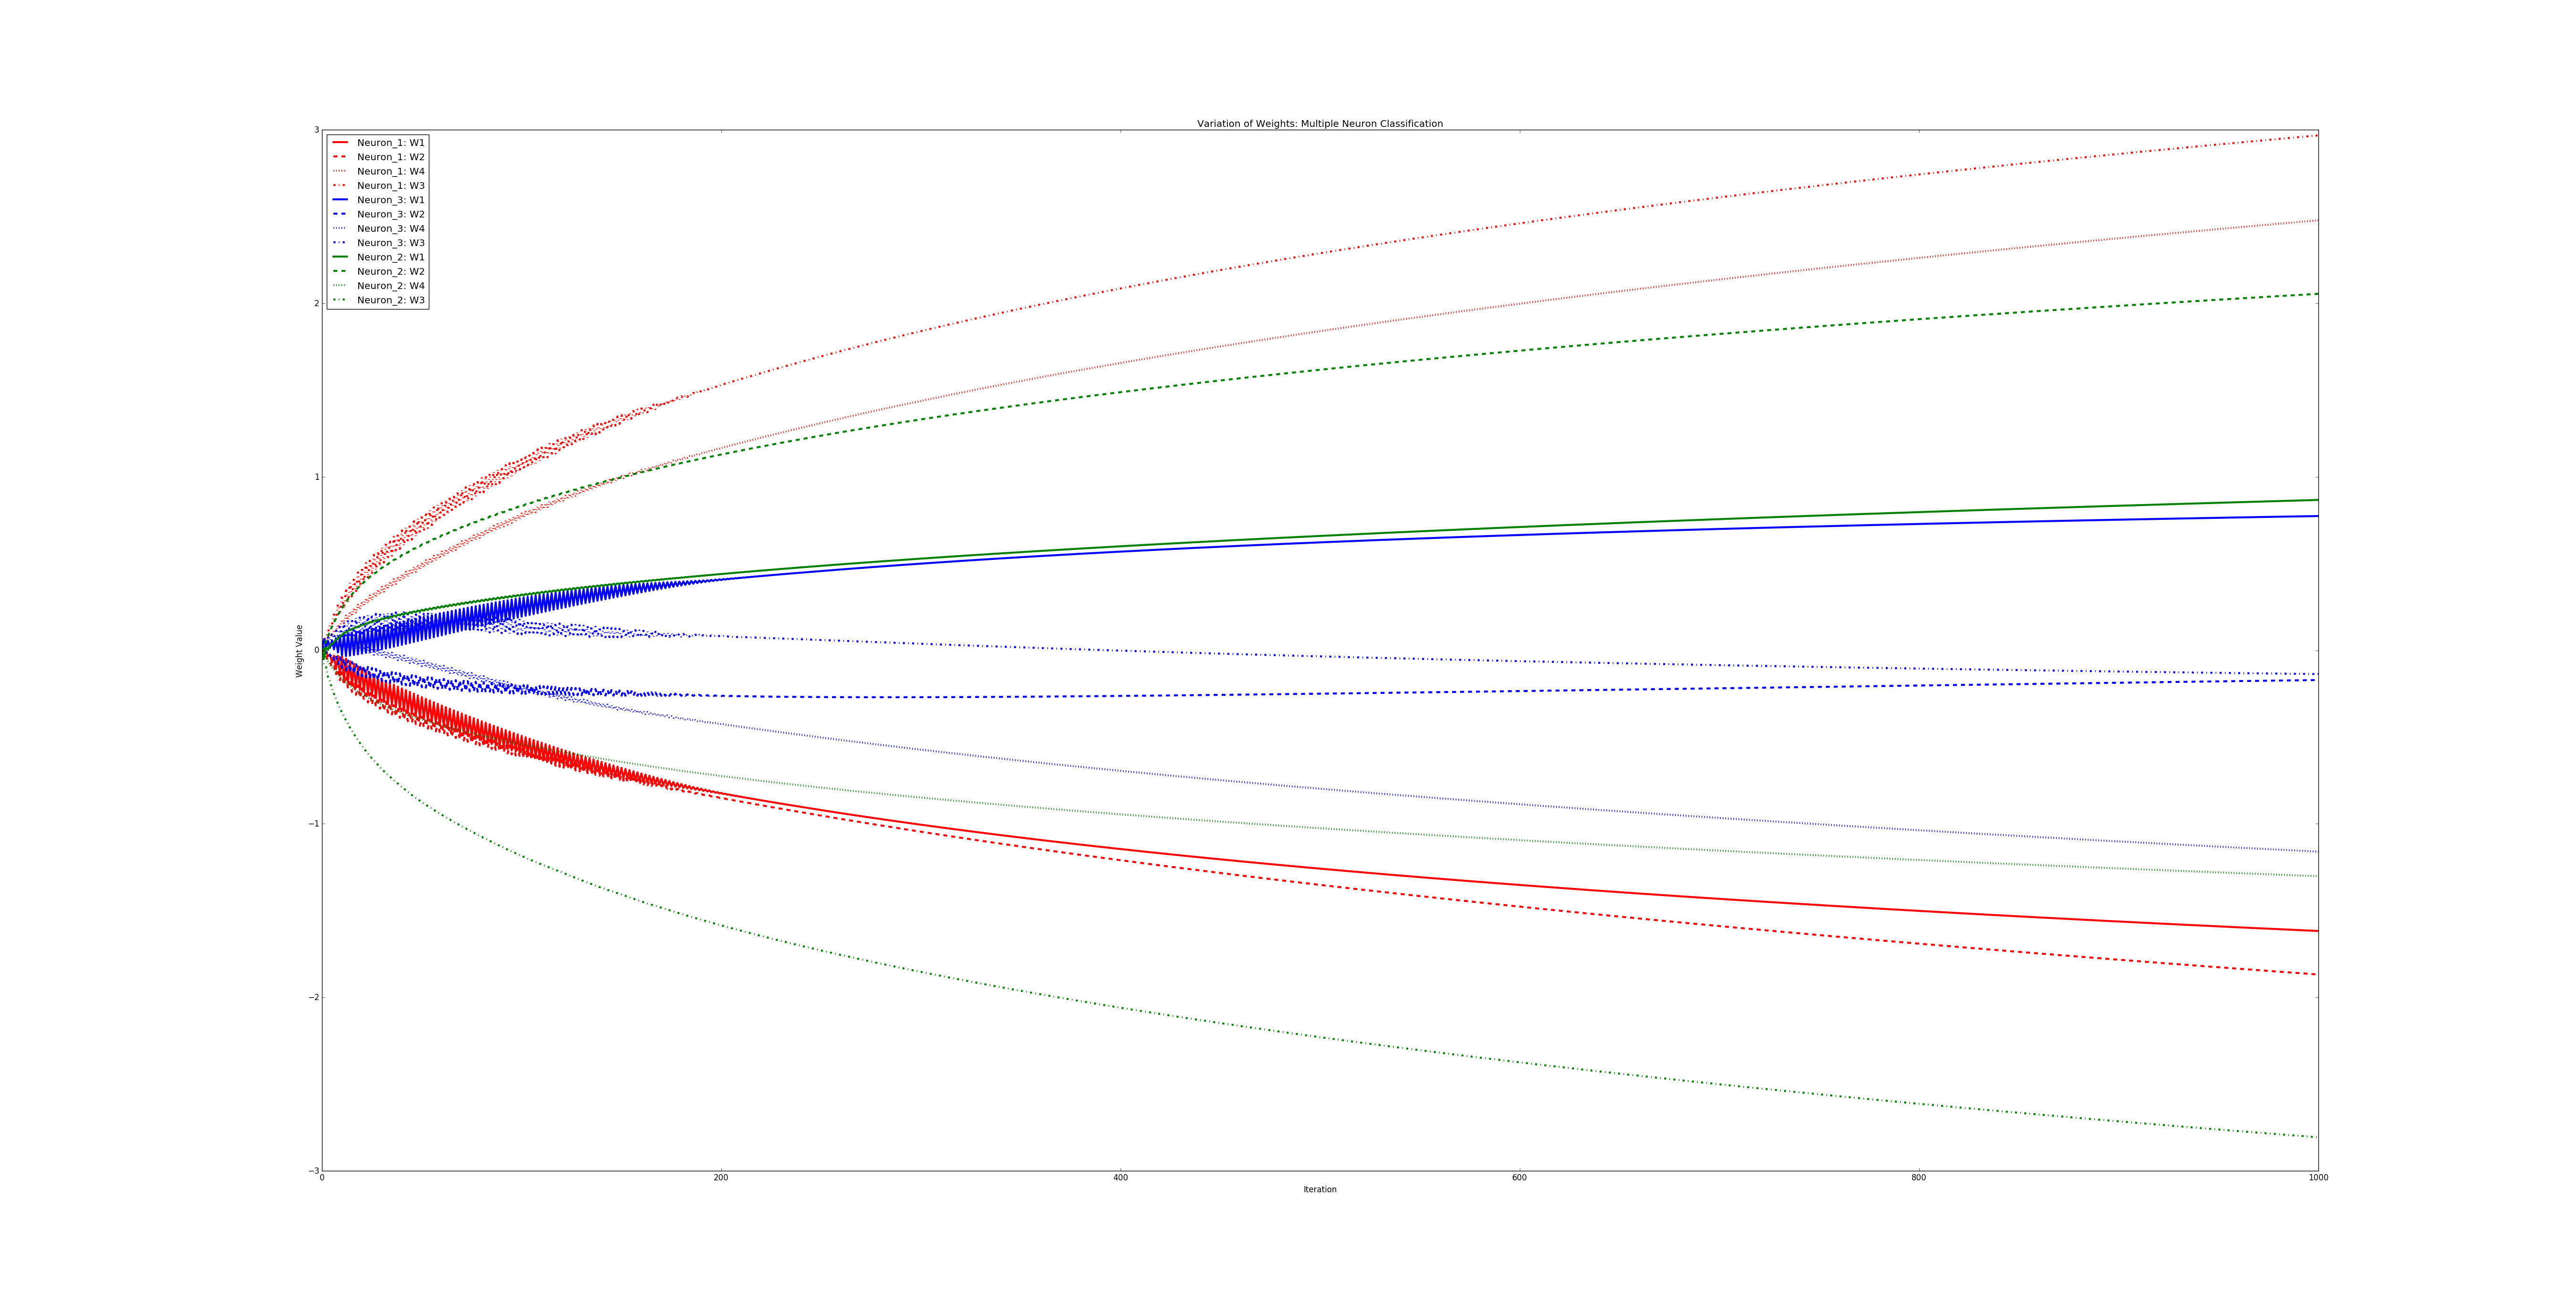 Variation of Weights: Multiple Neuron Classification
3
Neuron_1: W1
Neuron_1: W2
Neuron_1: W4
Neuron_1: W3
Neuron_3: W1
Neuron_3: W2
Neuron_3: W4
Neuron_3: W3
Neuron_2: W1
Neuron_2: W2
Neuron_2: W4
Neuron_2: W3
2
1
0
−1
−2
−3
Weight Value
0 200 400 600 800 1000
Iteration